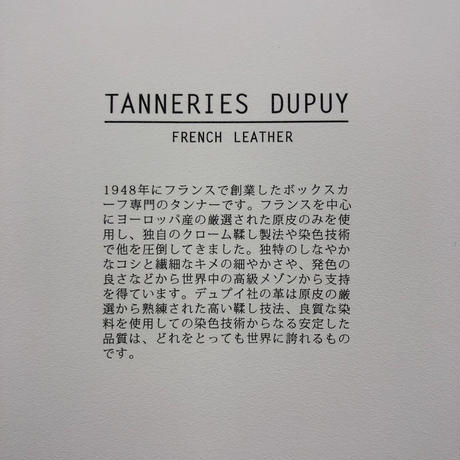 TANNERIES DUPUY
FRENCH LEATHER
1948年にフランスで創業したボックスカ
ーフ専門のタンナーです。フランスを中心
にヨーロッパ産の厳選された原皮のみを使
用し、独自のクローム鞣し製法や染色技術
で他を圧倒してきました。独特のしなやか
なコシと繊細なキメの細やかさや、発色の
良さなどから世界中の高級メゾンから支持
を得ています。デュプイ社の革は原皮の厳
選から熟練された高い鞣し技法、良質な染
料を使用しての染色技術からなる安定した
品質は、どれをとっても世界に誇れるもの
です。